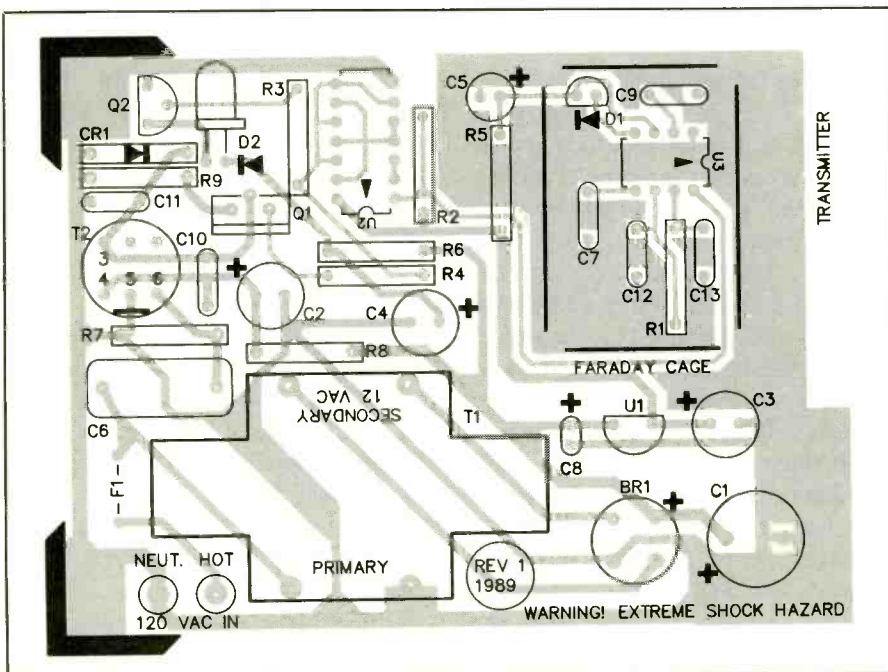 Q2
R3
C5
+
C9
D1
CR1
D2
R5
U3
R9
C11
Q1
U2
R2
TRANSMITTER
T2
C10
+
R6
3
4 5 6
R4
C7
C12
C13
C2
C4
+
R7
R8
R1
FARADAY CAGE
SECONDARY
12 VAC
T1
+
U1
+
C3
C6
C8
-F1-
BR1
+
C1
NEUT. HOT
PRIMARY
REV 1
1989
+
120 VAC IN
WARNING! EXTREME SHOCK HAZARD